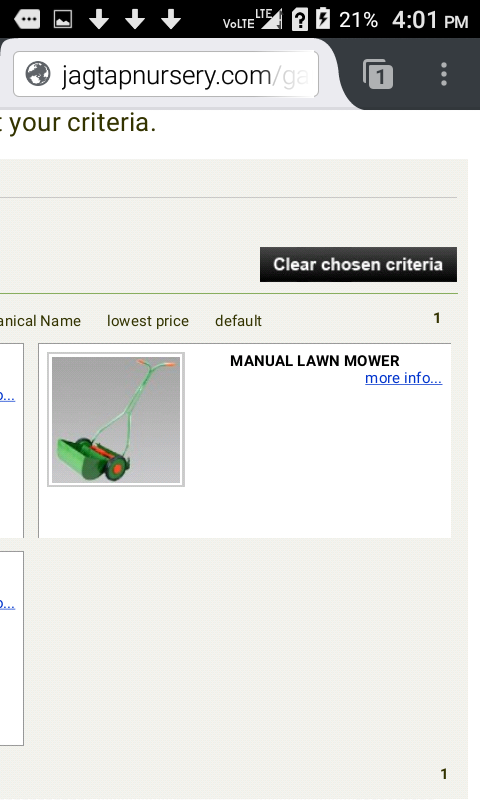 VoLTE LTE 21% 4:01 PM
jagtapnursery.com/ga
1
t your criteria.
Clear chosen criteria
anical Name lowest price default 1
MANUAL LAWN MOWER
o... more info...
o...
1